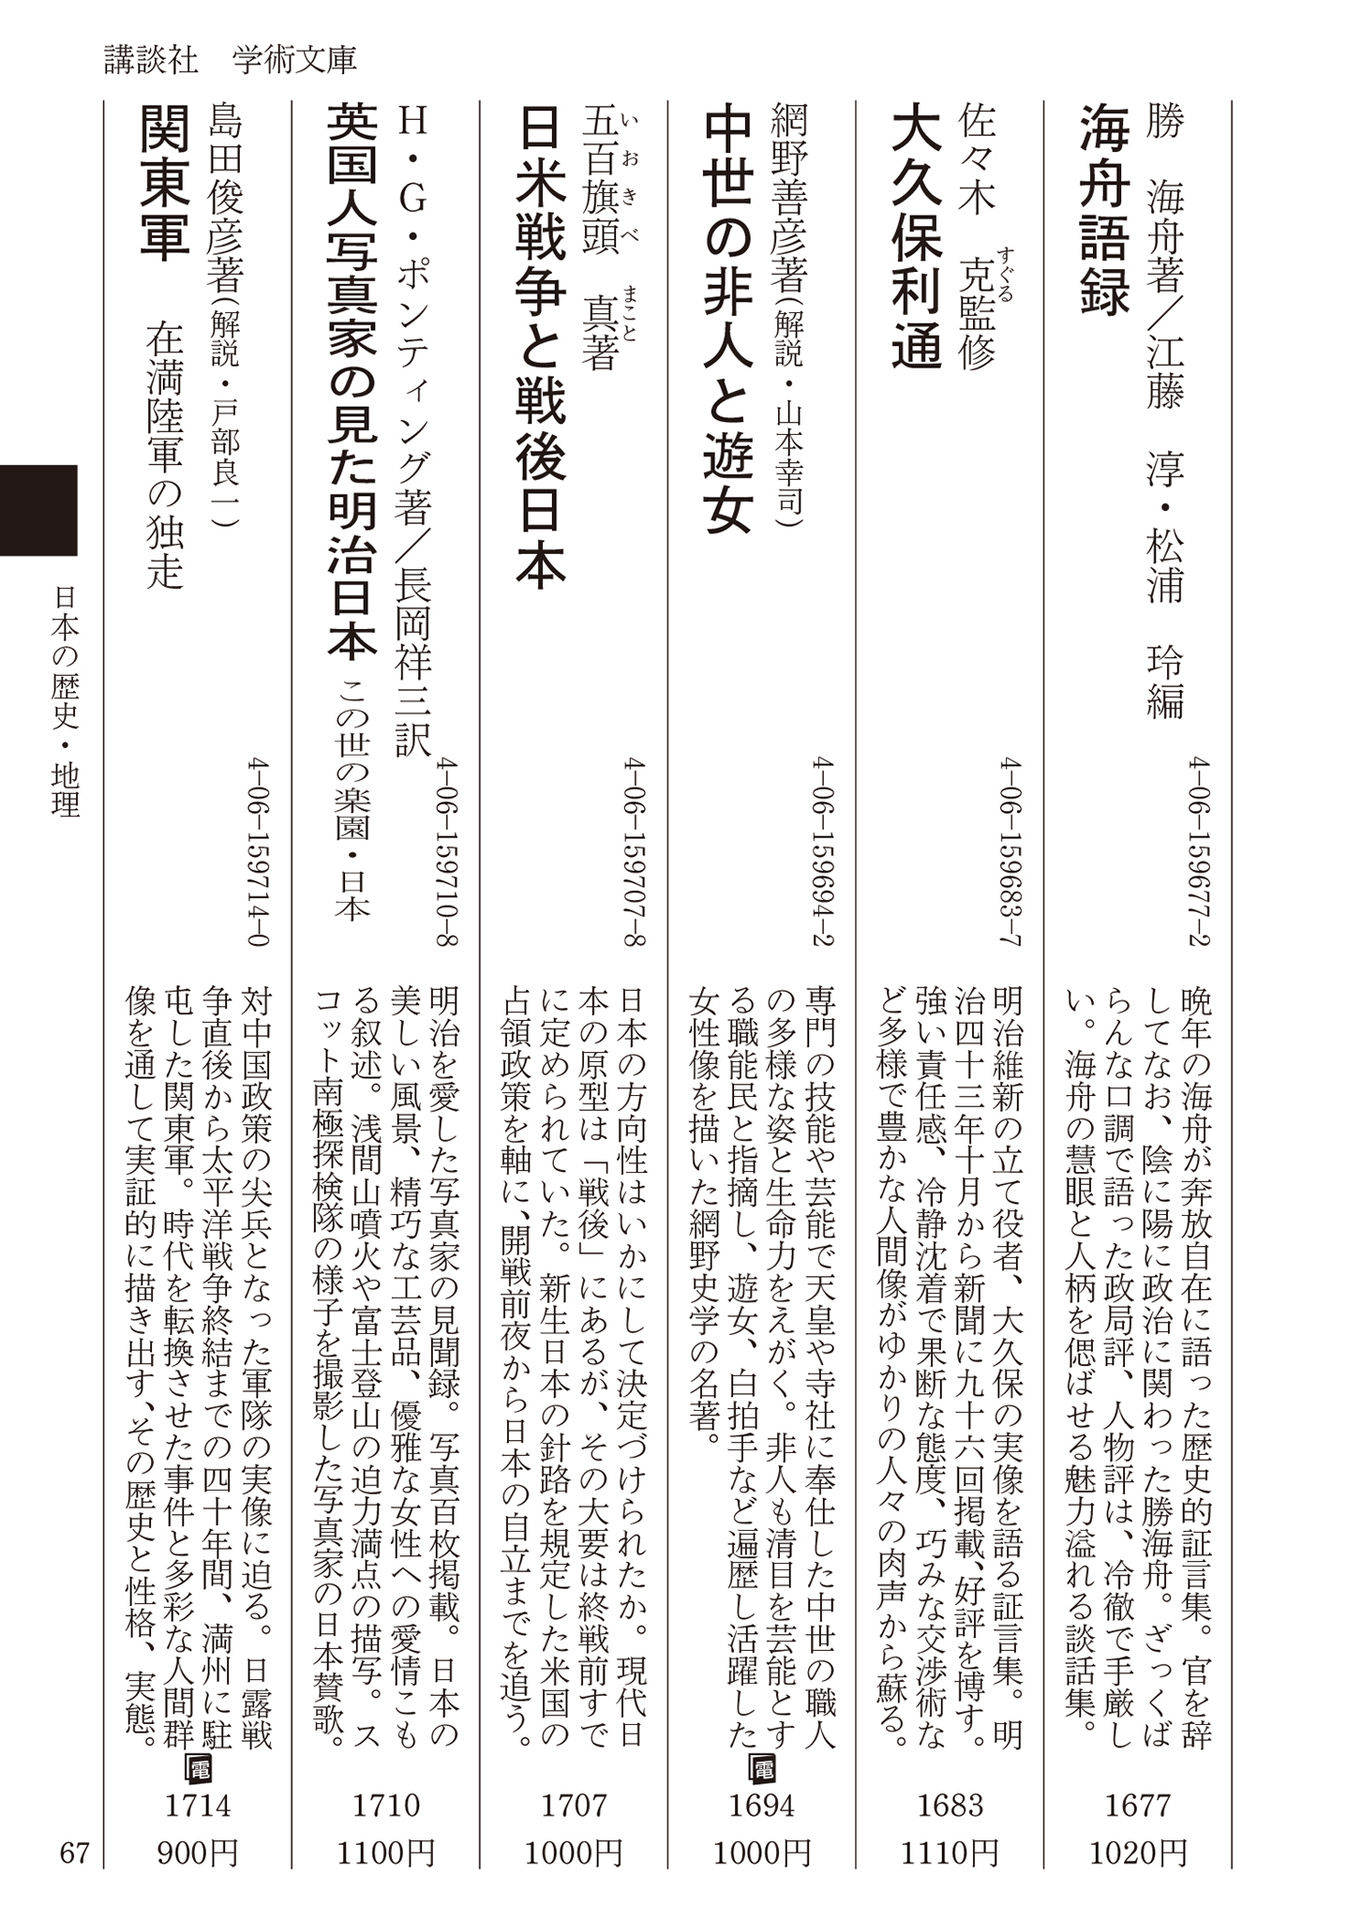 講談社　学術文庫
勝　海舟著／江藤　淳・松浦　玲編
海舟語録
4-06-159677-2
晩年の海舟が奔放自在に語った歴史的証言集。官を辞
してなお、陰に陽に政治に関わった勝海舟。ざっくば
らんな口調で語った政局評、人物評は、冷徹で手厳し
い。海舟の慧眼と人柄を偲ばせる魅力溢れる談話集。
1677
1020円
佐々木　克監修
すぐる
大久保利通
4-06-159683-7
明治維新の立て役者、大久保の実像を語る証言集。明
治四十三年十月から新聞に九十六回掲載、好評を博す。
強い責任感、冷静沈着で果断な態度、巧みな交渉術な
ど多様で豊かな人間像がゆかりの人々の肉声から蘇る。
1683
1110円
網野善彦著（解説・山本幸司）
中世の非人と遊女
4-06-159694-2
専門の技能や芸能で天皇や寺社に奉仕した中世の職人
の多様な姿と生命力をえがく。非人も清目を芸能とす
る職能民と指摘し、遊女、白拍手など遍歴し活躍した
女性像を描いた網野史学の名著。
電
1694
1000円
五百旗頭　真著
いおきべ　まこと
日米戦争と戦後日本
4-06-159707-8
日本の方向性はいかにして決定づけられたか。現代日
本の原型は「戦後」にあるが、その大要は終戦前すで
に定められていた。新生日本の針路を規定した米国の
占領政策を軸に、開戦前夜から日本の自立までを追う。
1707
1000円
H・G・ポンティング著／長岡祥三訳
英国人写真家の見た明治日本　この世の楽園・日本
4-06-159710-8
明治を愛した写真家の見聞録。写真百枚掲載。日本の
美しい風景、精巧な工芸品、優雅な女性への愛情こも
る叙述。浅間山噴火や富士登山の迫力満点の描写。ス
コット南極探検隊の様子を撮影した写真家の日本賛歌。
1710
1100円
島田俊彦著（解説・戸部良一）
関東軍　在満陸軍の独走
4-06-159714-0
対中国政策の尖兵となった軍隊の実像に迫る。日露戦
争直後から太平洋戦争終結までの四十年間、満州に駐
屯した関東軍。時代を転換させた事件と多彩な人間群
像を通して実証的に描き出す、その歴史と性格、実態。
電
1714
900円
日本の歴史・地理
67